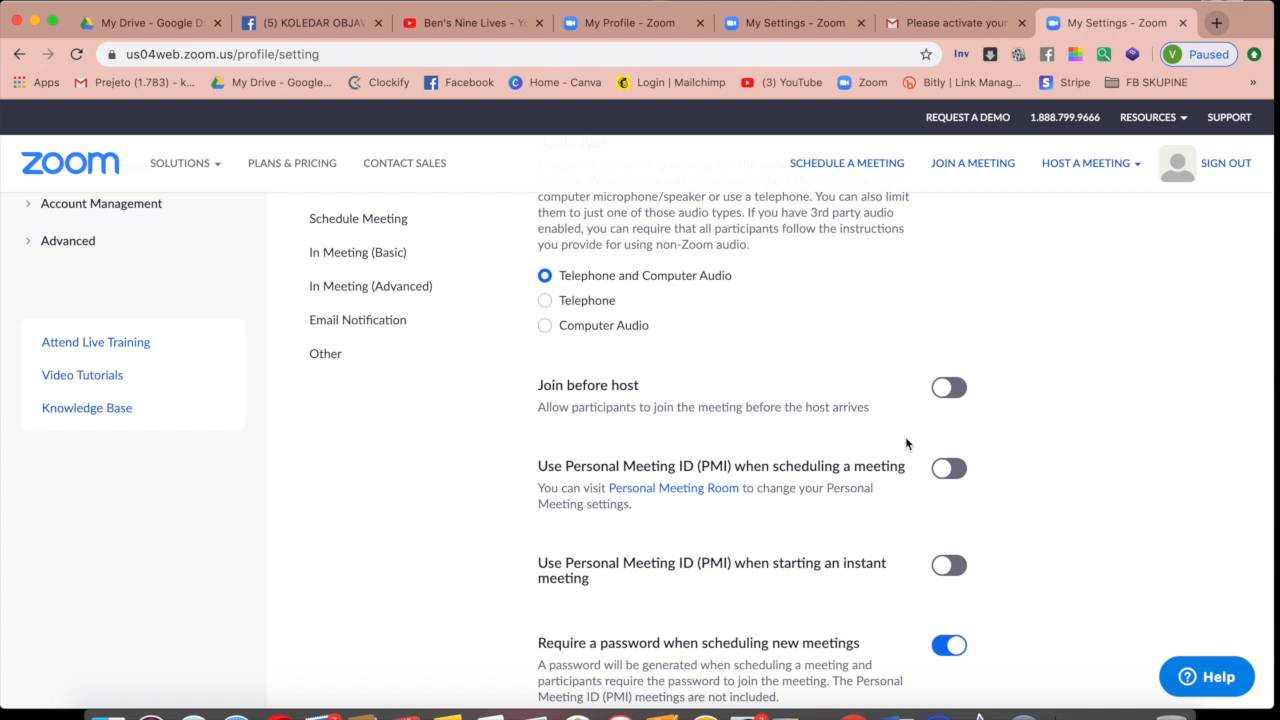 My Drive - Google D
(5) KOLEDAR OBJAV
Ben's Nine Lives - Yo
My Profile - Zoom
My Settings - Zoom
Please activate your
My Settings - Zoom
us04web.zoom.us/profile/setting
Inv
V Paused
Apps
Prejeto (1.783) - k...
My Drive - Google...
Clockify
Facebook
Home - Canva
Login | Mailchimp
(3) YouTube
Zoom
Bitly | Link Manag...
Stripe
FB SKUPINE
»
REQUEST A DEMO
1.888.799.9666
RESOURCES
SUPPORT
zoom
SOLUTIONS
PLANS & PRICING
CONTACT SALES
SCHEDULE A MEETING
JOIN A MEETING
HOST A MEETING
SIGN OUT
Account Management
Advanced
Attend Live Training
Video Tutorials
Knowledge Base
Schedule Meeting
In Meeting (Basic)
In Meeting (Advanced)
Email Notification
Other
computer microphone/speaker or use a telephone. You can also limit
them to just one of those audio types. If you have 3rd party audio
enabled, you can require that all participants follow the instructions
you provide for using non-Zoom audio.
Telephone and Computer Audio
Telephone
Computer Audio
Join before host
Allow participants to join the meeting before the host arrives
Use Personal Meeting ID (PMI) when scheduling a meeting
You can visit Personal Meeting Room to change your Personal
Meeting settings.
Use Personal Meeting ID (PMI) when starting an instant
meeting
Require a password when scheduling new meetings
A password will be generated when scheduling a meeting and
participants require the password to join the meeting. The Personal
Meeting ID (PMI) meetings are not included.
Help